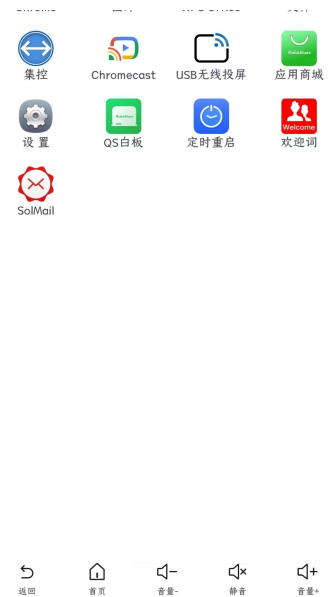 集控
Chromecast
USB无线投屏
应用商城
设置
QS白板
定时重启
Welcome
欢迎词
SolMail
返回
首页
音量-
静音
音量+